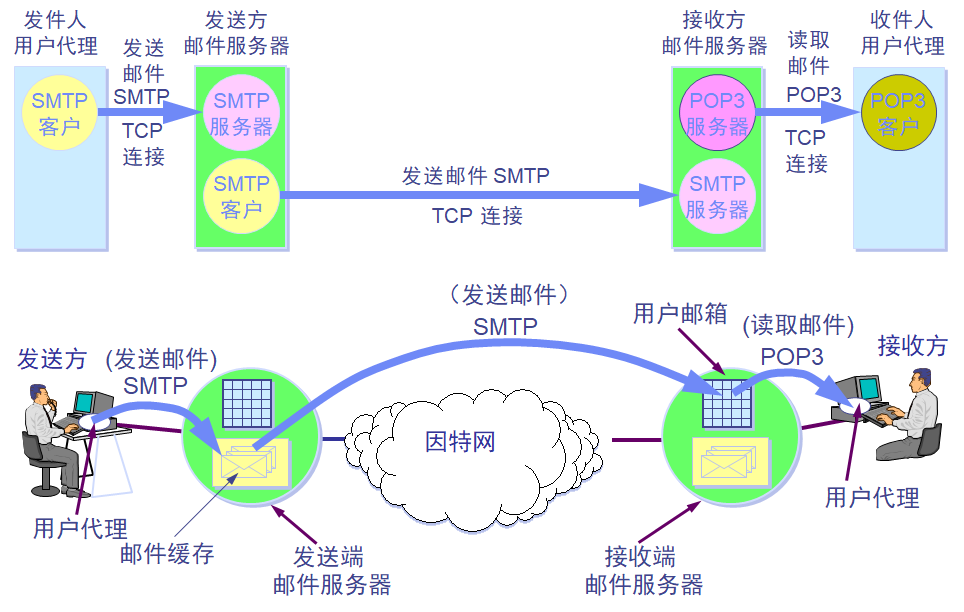 发件人
用户代理
发送方
邮件服务器
接收方
邮件服务器
收件人
用户代理
发送
邮件
SMTP
TCP
连接
读取
邮件
POP3
TCP
连接
SMTP
客户
SMTP
服务器
SMTP
客户
POP3
服务器
SMTP
服务器
POP3
客户
发送邮件 SMTP
TCP 连接
（发送邮件）
SMTP
用户邮箱
(读取邮件)
POP3
发送方
(发送邮件)
SMTP
接收方
因特网
用户代理
邮件缓存
发送端
邮件服务器
接收端
邮件服务器
用户代理